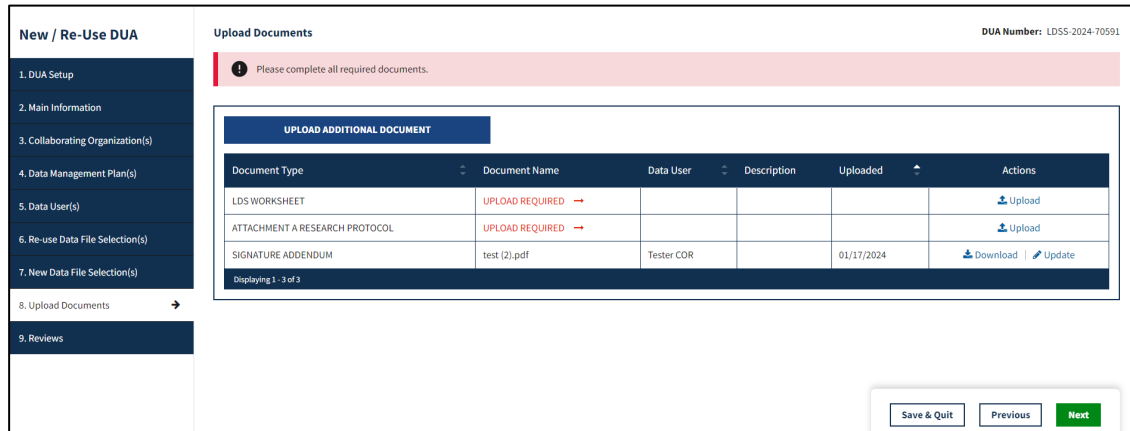 New / Re-Use DUA
1. DUA Setup
2. Main Information
3. Collaborating Organization(s)
4. Data Management Plan(s)
5. Data User(s)
6. Re-use Data File Selection(s)
7. New Data File Selection(s)
8. Upload Documents
9. Reviews
Upload Documents
DUA Number: LDSS-2024-70591
Please complete all required documents.
UPLOAD ADDITIONAL DOCUMENT
Document Type Document Name Data User Description Uploaded Actions
LDS WORKSHEET UPLOAD REQUIRED → Upload
ATTACHMENT A RESEARCH PROTOCOL UPLOAD REQUIRED → Upload
SIGNATURE ADDENDUM test (2).pdf Tester COR 01/17/2024 Download | Update
Displaying 1 - 3 of 3
Save & Quit Previous Next